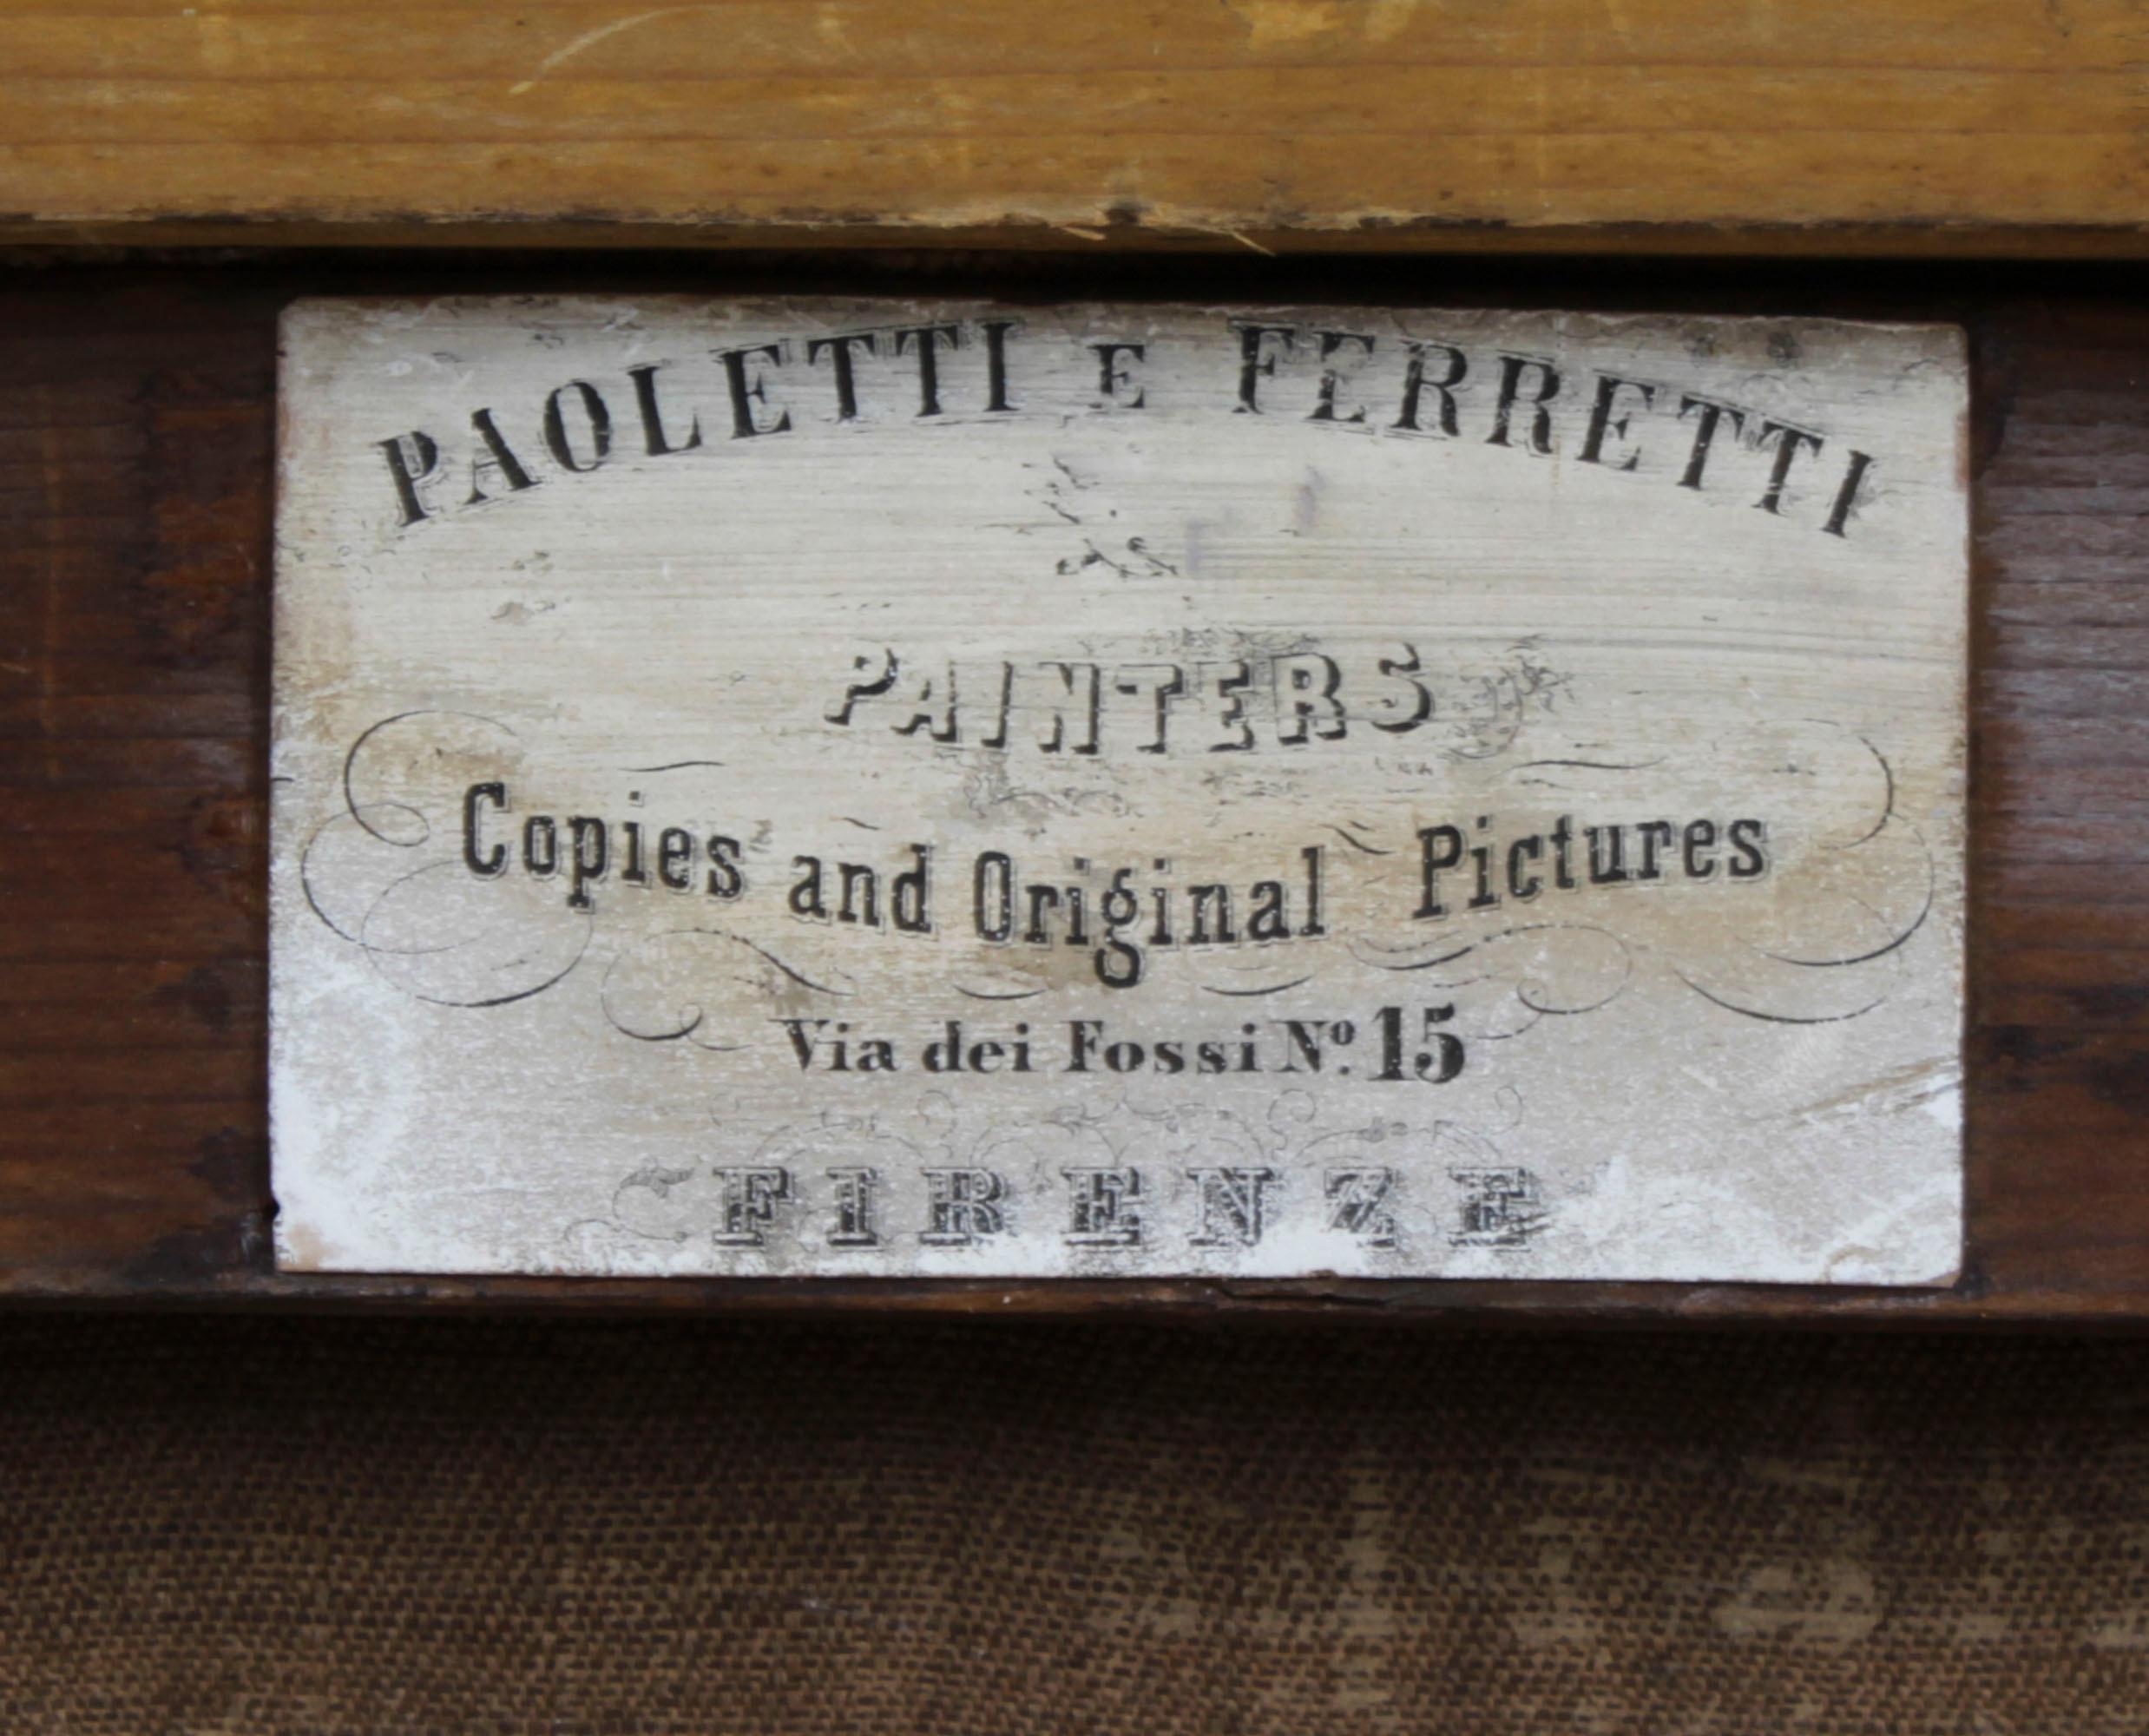 PAOLETTI E FERRETTI
PAINTERS
Copies and Original Pictures
Via dei Fossi Nº. 15
FIRENZE